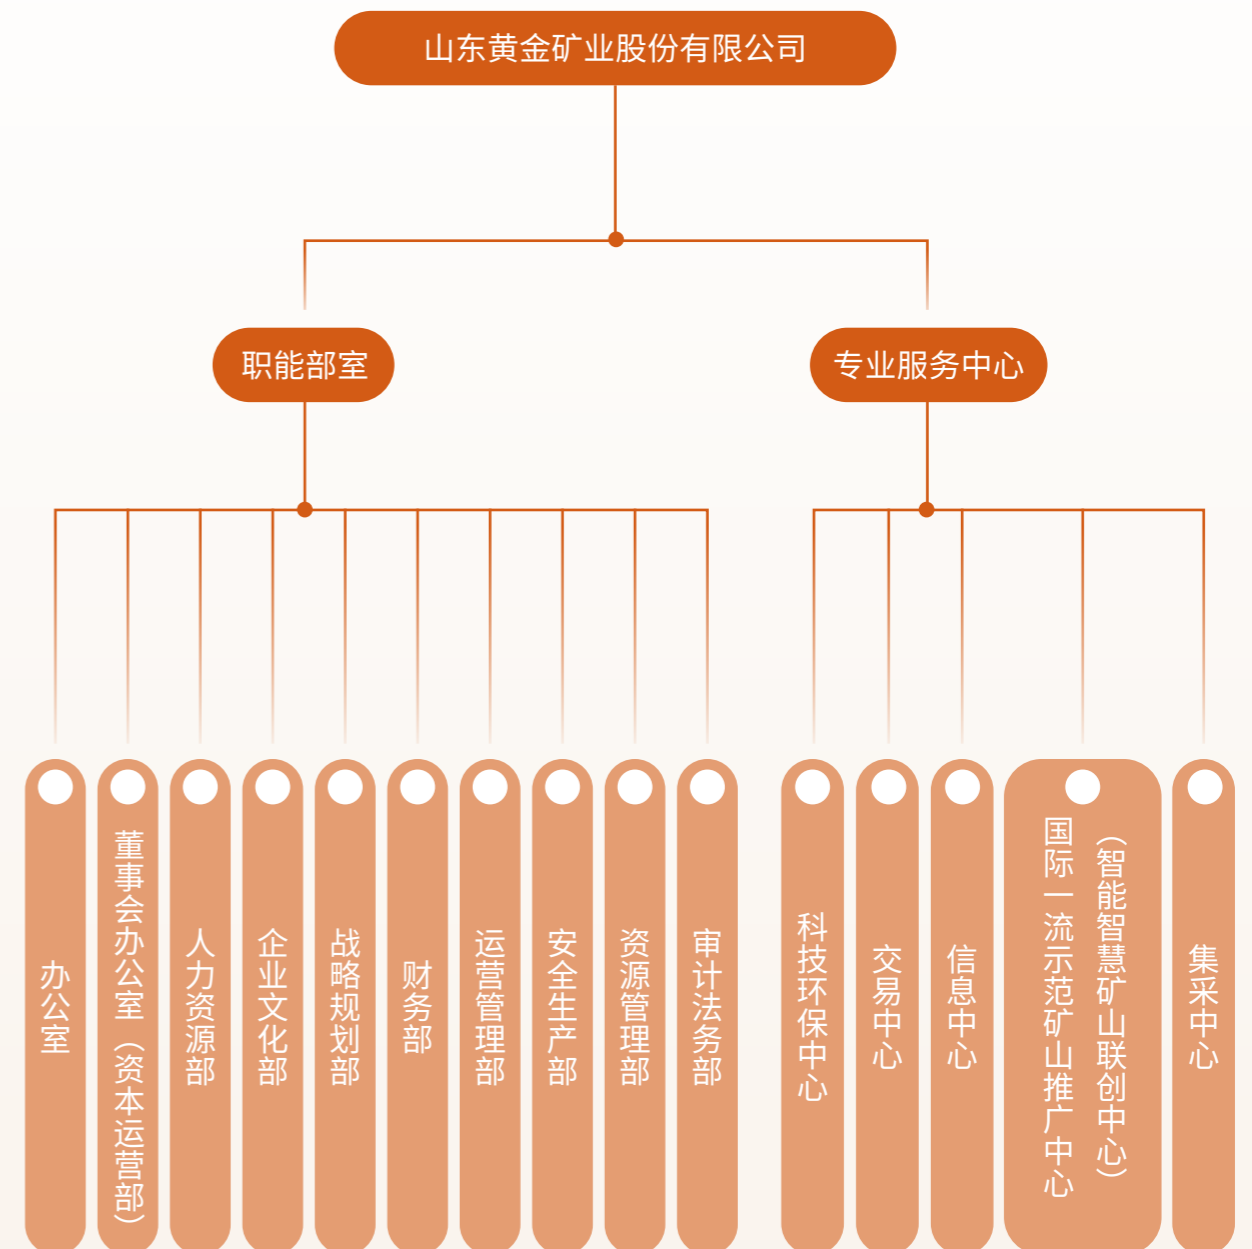 山东黄金矿业股份有限公司
职能部室
专业服务中心
办公室
董事会办公室（资本运营部）
人力资源部
企业文化部
战略规划部
财务部
运营管理部
安全生产部
资源管理部
审计法务部
科技环保中心
交易中心
信息中心
国际一流示范矿山推广中心
（智能智慧矿山联创中心）
集采中心